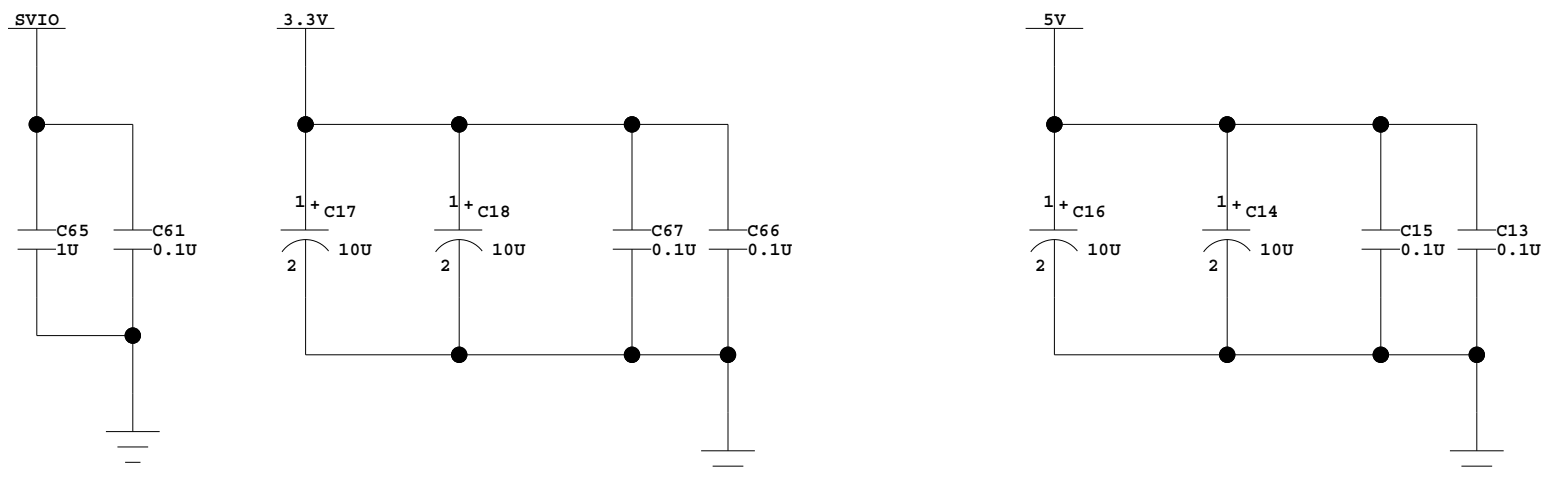 SVIO
C65
1U
C61
0.1U
3.3V
1 + C17
10U
2
1 + C18
10U
2
C67
0.1U
C66
0.1U
5V
1 + C16
10U
2
1 + C14
10U
2
C15
0.1U
C13
0.1U